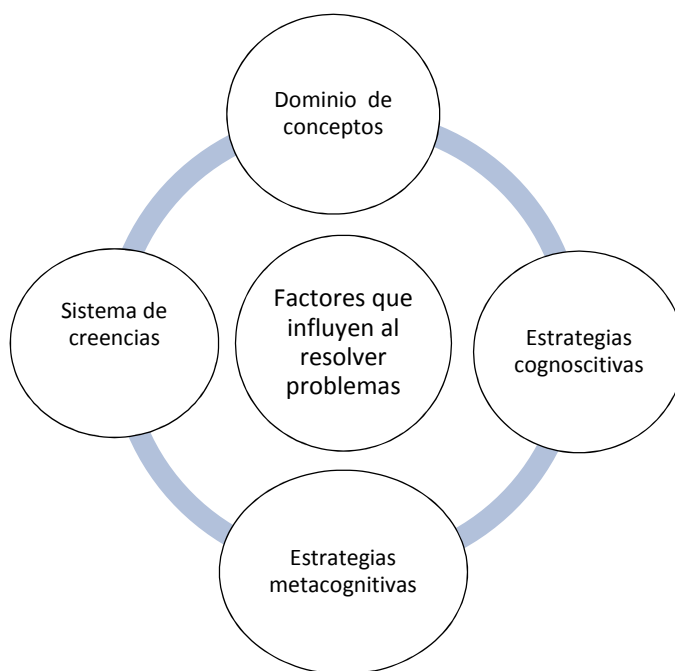 Dominio de
conceptos
Sistema de
creencias
Factores que
influyen al
resolver
problemas
Estrategias
cognoscitivas
Estrategias
metacognitivas